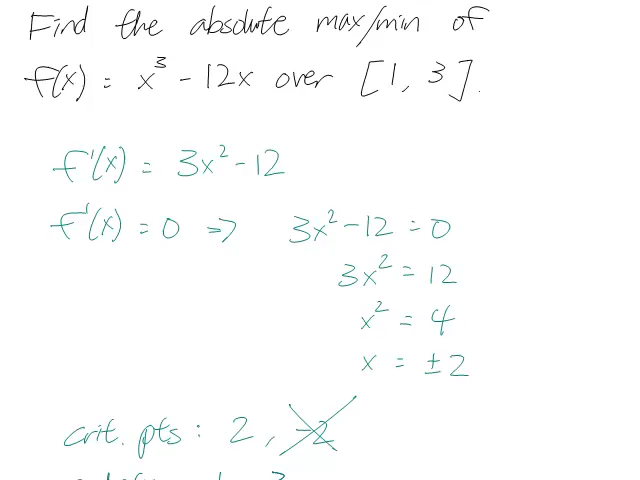 Find the absolute max/min of
f(x) = x³ - 12x over [1, 3].
f'(x) = 3x² - 12
f'(x) = 0 => 3x² - 12 = 0
3x² = 12
x² = 4
x = ±2
crit. pts : 2, -2